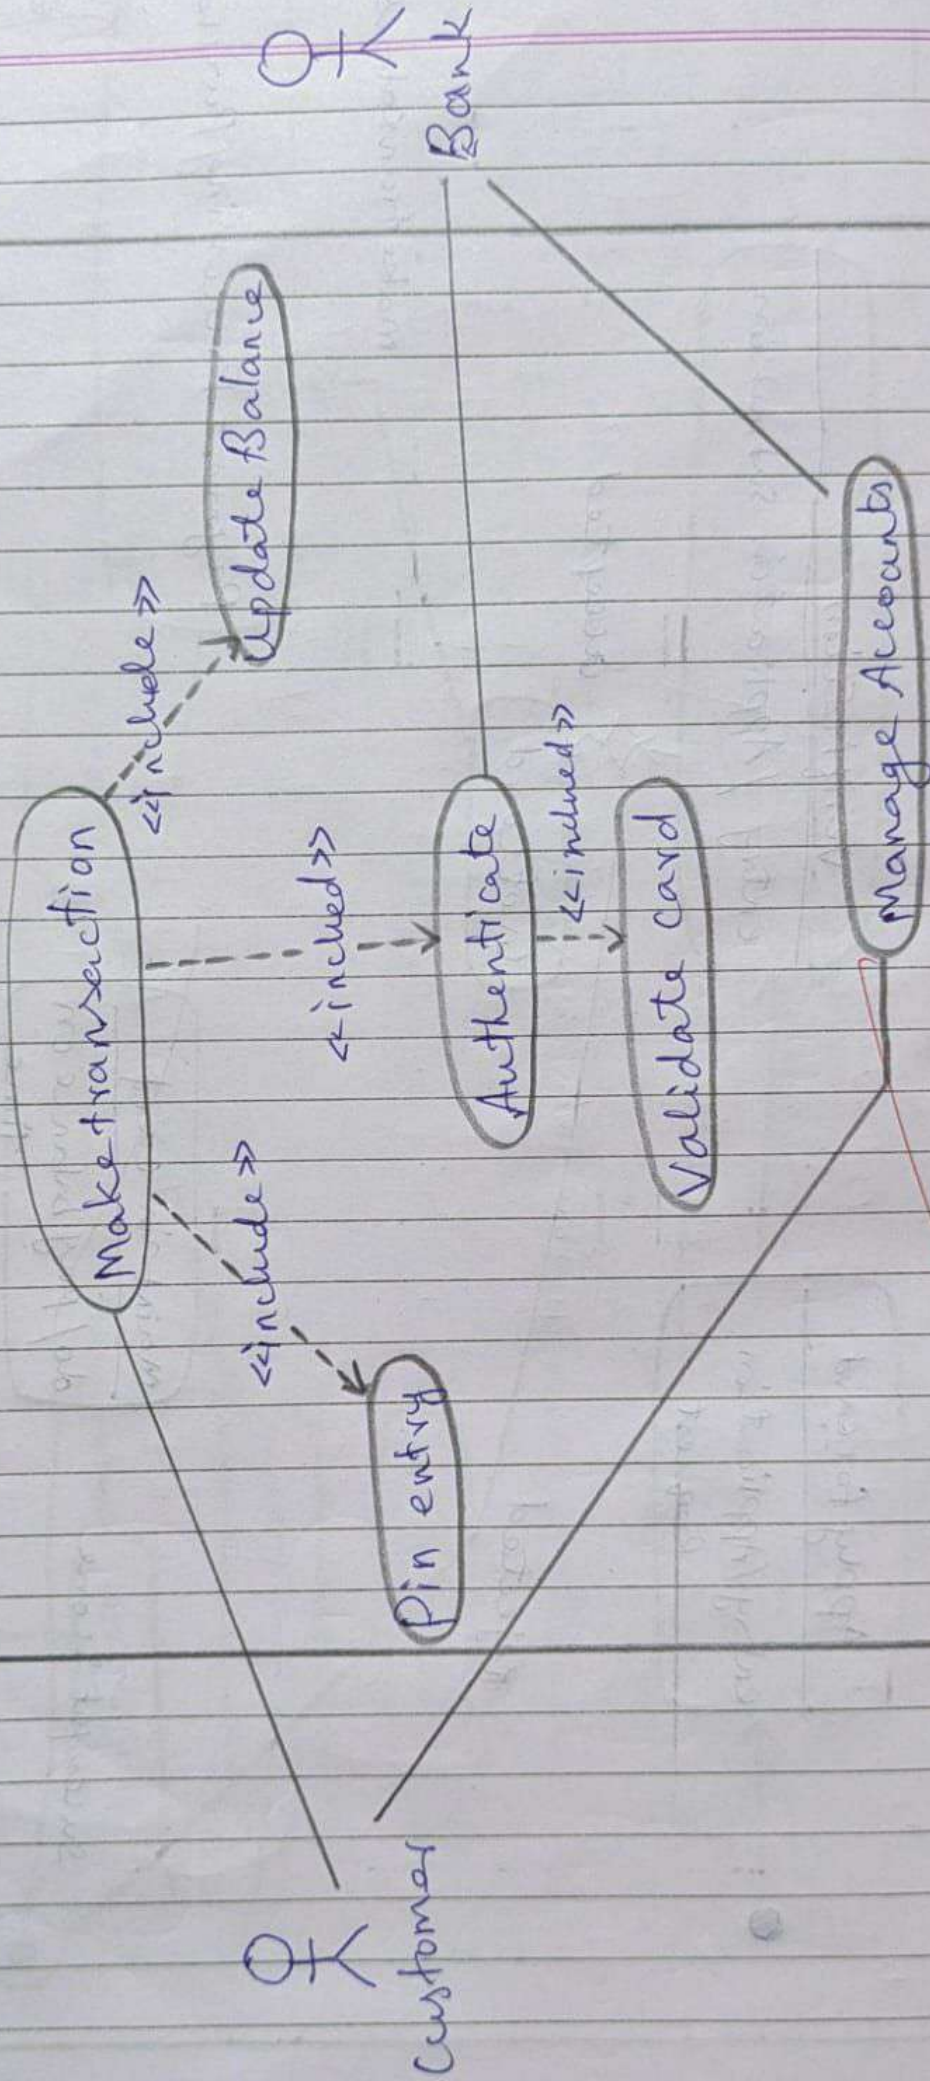 Make transaction
<<include>>
<<inclued>>
<<include>>
Update Balance
Pin entry
Customer
Bank
Authenticate
<<inclued>>
Validate card
Manage Accounts